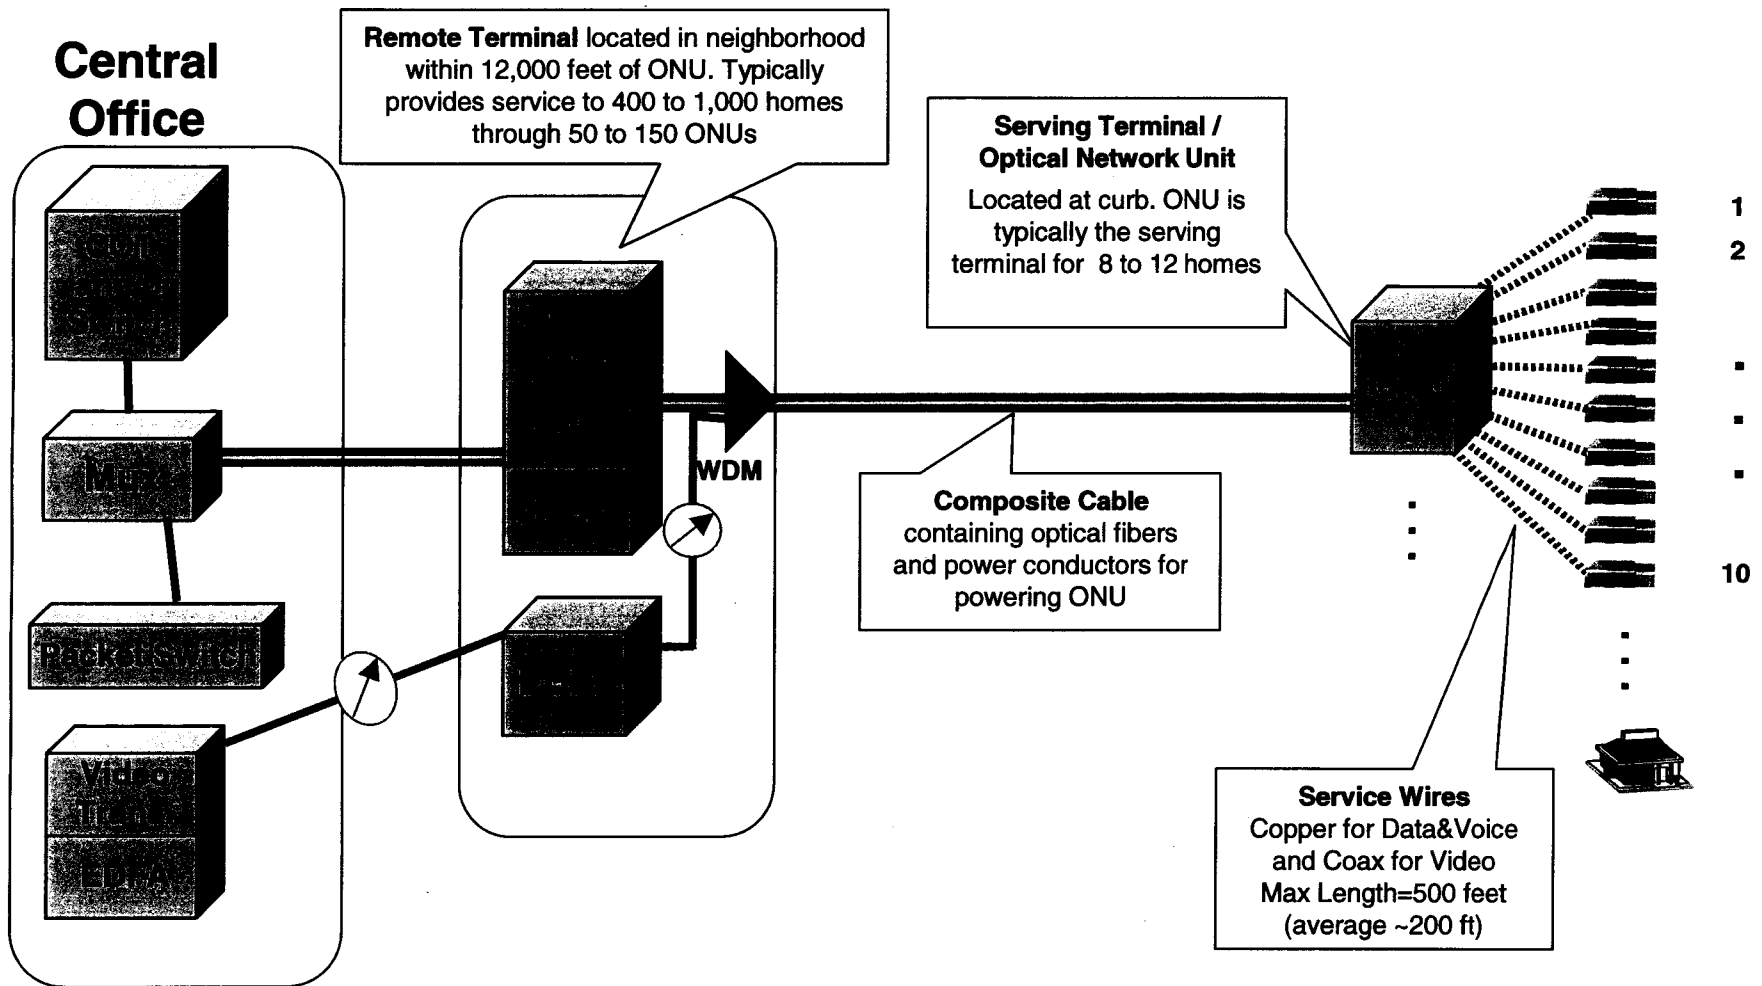 Central
Office
Remote Terminal located in neighborhood
within 12,000 feet of ONU. Typically
provides service to 400 to 1,000 homes
through 50 to 150 ONUs
Serving Terminal /
Optical Network Unit
Located at curb. ONU is
typically the serving
terminal for 8 to 12 homes
1
2
10
Switch
Mux
Packet Switch
Video
EDFA
WDM
Composite Cable
containing optical fibers
and power conductors for
powering ONU
Service Wires
Copper for Data&Voice
and Coax for Video
Max Length=500 feet
(average ~200 ft)